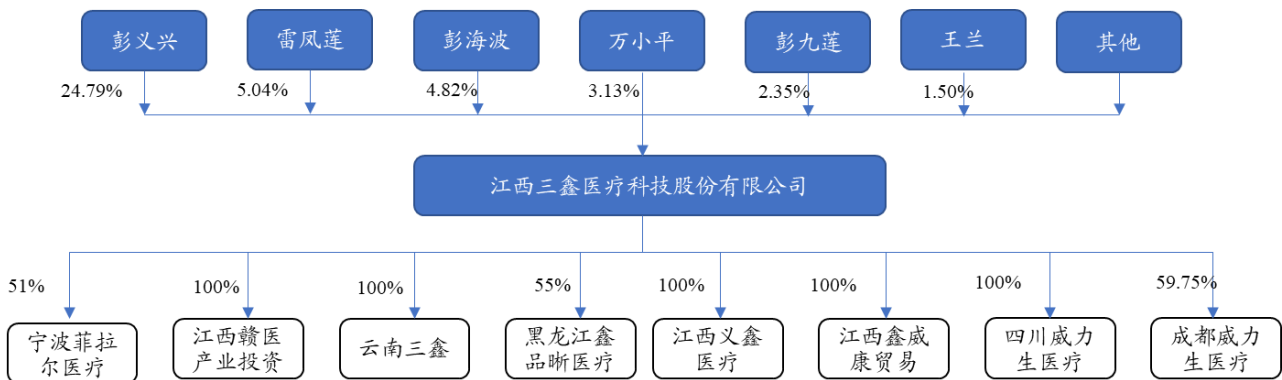 彭义兴
雷凤莲
彭海波
万小平
彭九莲
王兰
其他
24.79%
5.04%
4.82%
3.13%
2.35%
1.50%
江西三鑫医疗科技股份有限公司
51%
100%
100%
55%
100%
100%
100%
59.75%
宁波菲拉
尔医疗
江西赣医
产业投资
云南三鑫
黑龙江鑫
品晰医疗
江西义鑫
医疗
江西鑫威
康贸易
四川威力
生医疗
成都威力
生医疗